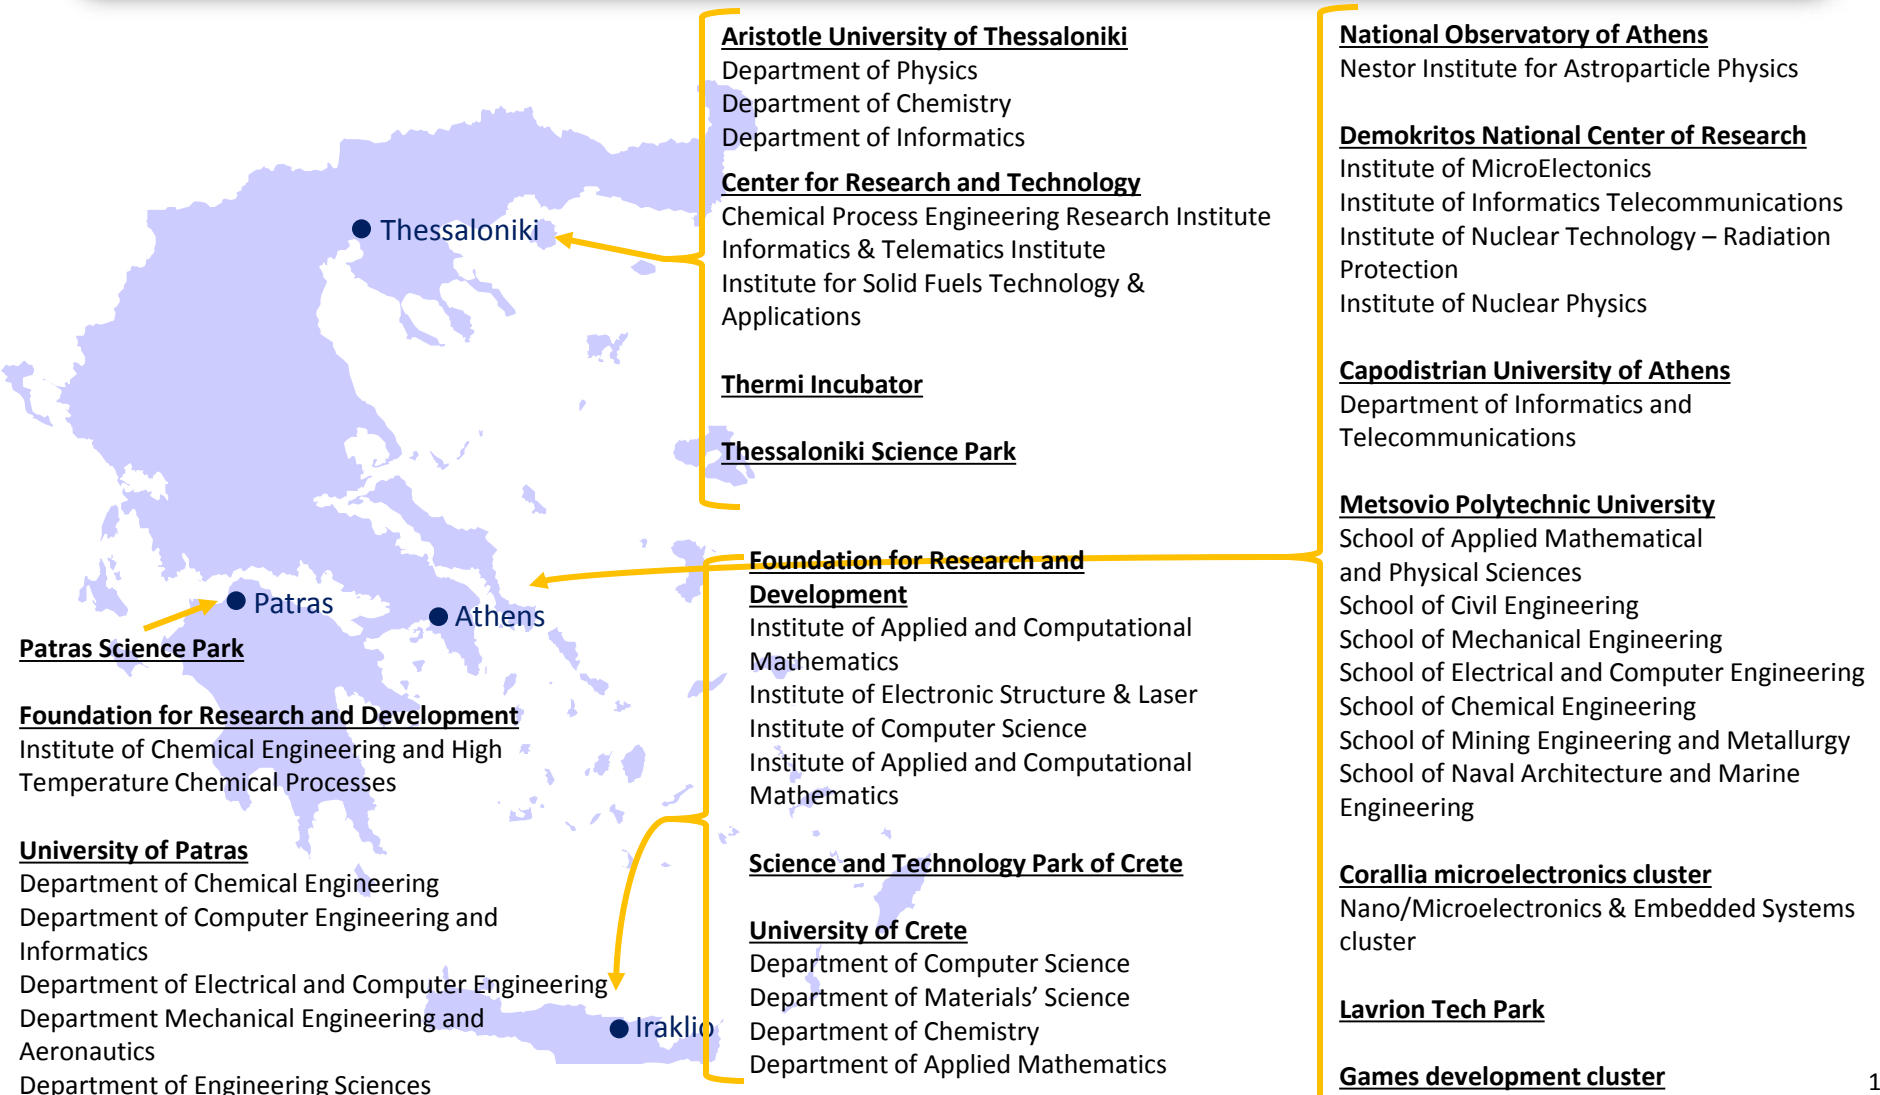 Aristotle University of Thessaloniki
Department of Physics
Department of Chemistry
Department of Informatics
Center for Research and Technology
Chemical Process Engineering Research Institute
Informatics & Telematics Institute
Institute for Solid Fuels Technology &
Applications
Thermi Incubator
Thessaloniki Science Park
Thessaloniki
Patras
Athens
Iraklio
Patras Science Park
Foundation for Research and Development
Institute of Chemical Engineering and High
Temperature Chemical Processes
University of Patras
Department of Chemical Engineering
Department of Computer Engineering and
Informatics
Department of Electrical and Computer Engineering
Department Mechanical Engineering and
Aeronautics
Department of Engineering Sciences
Foundation for Research and
Development
Institute of Applied and Computational
Mathematics
Institute of Electronic Structure & Laser
Institute of Computer Science
Institute of Applied and Computational
Mathematics
Science and Technology Park of Crete
University of Crete
Department of Computer Science
Department of Materials’ Science
Department of Chemistry
Department of Applied Mathematics
National Observatory of Athens
Nestor Institute for Astroparticle Physics
Demokritos National Center of Research
Institute of MicroElectonics
Institute of Informatics Telecommunications
Institute of Nuclear Technology – Radiation
Protection
Institute of Nuclear Physics
Capodistrian University of Athens
Department of Informatics and
Telecommunications
Metsovio Polytechnic University
School of Applied Mathematical
and Physical Sciences
School of Civil Engineering
School of Mechanical Engineering
School of Electrical and Computer Engineering
School of Chemical Engineering
School of Mining Engineering and Metallurgy
School of Naval Architecture and Marine
Engineering
Corallia microelectronics cluster
Nano/Microelectronics & Embedded Systems
cluster
Lavrion Tech Park
Games development cluster
1